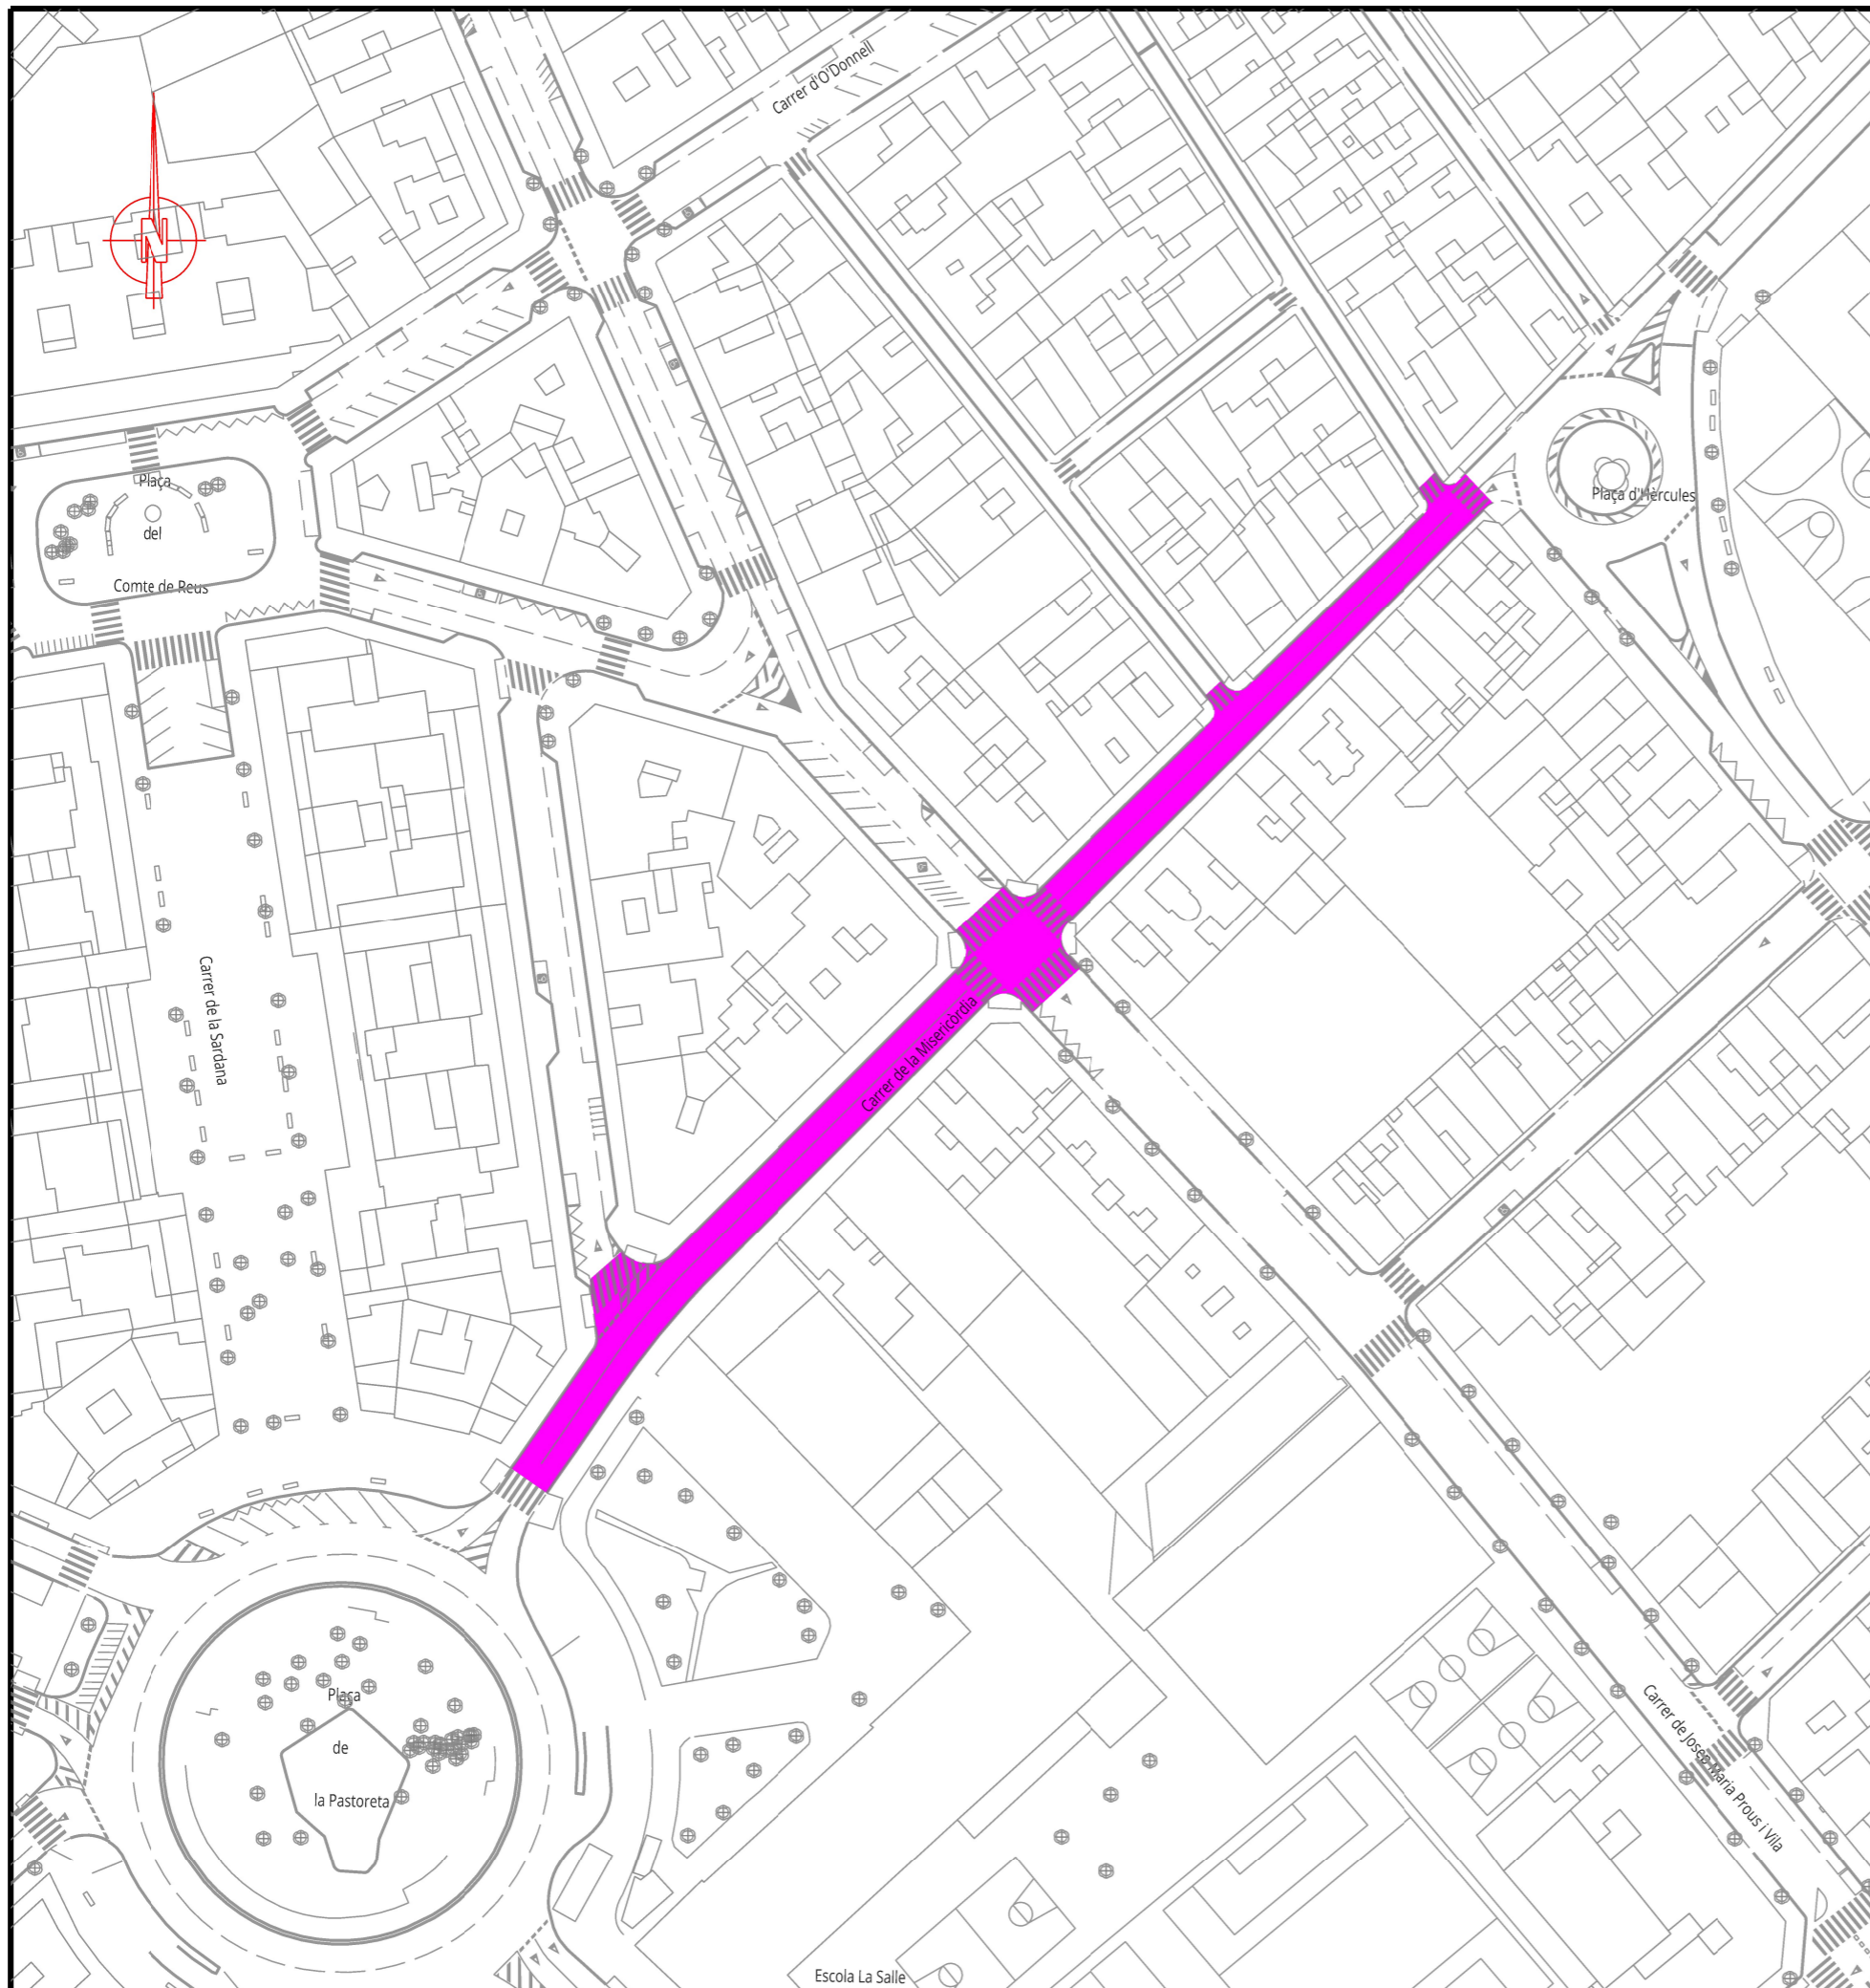 Carrer d'O'Donnell
N
Plaça
del
Comte de Reus
Plaça d'Hèrcules
Carrer de la Sardana
Carrer de la Misericòrdia
Plaça
de
la Pastoreta
Carrer de Josep Maria Prous i Vila
Escola La Salle